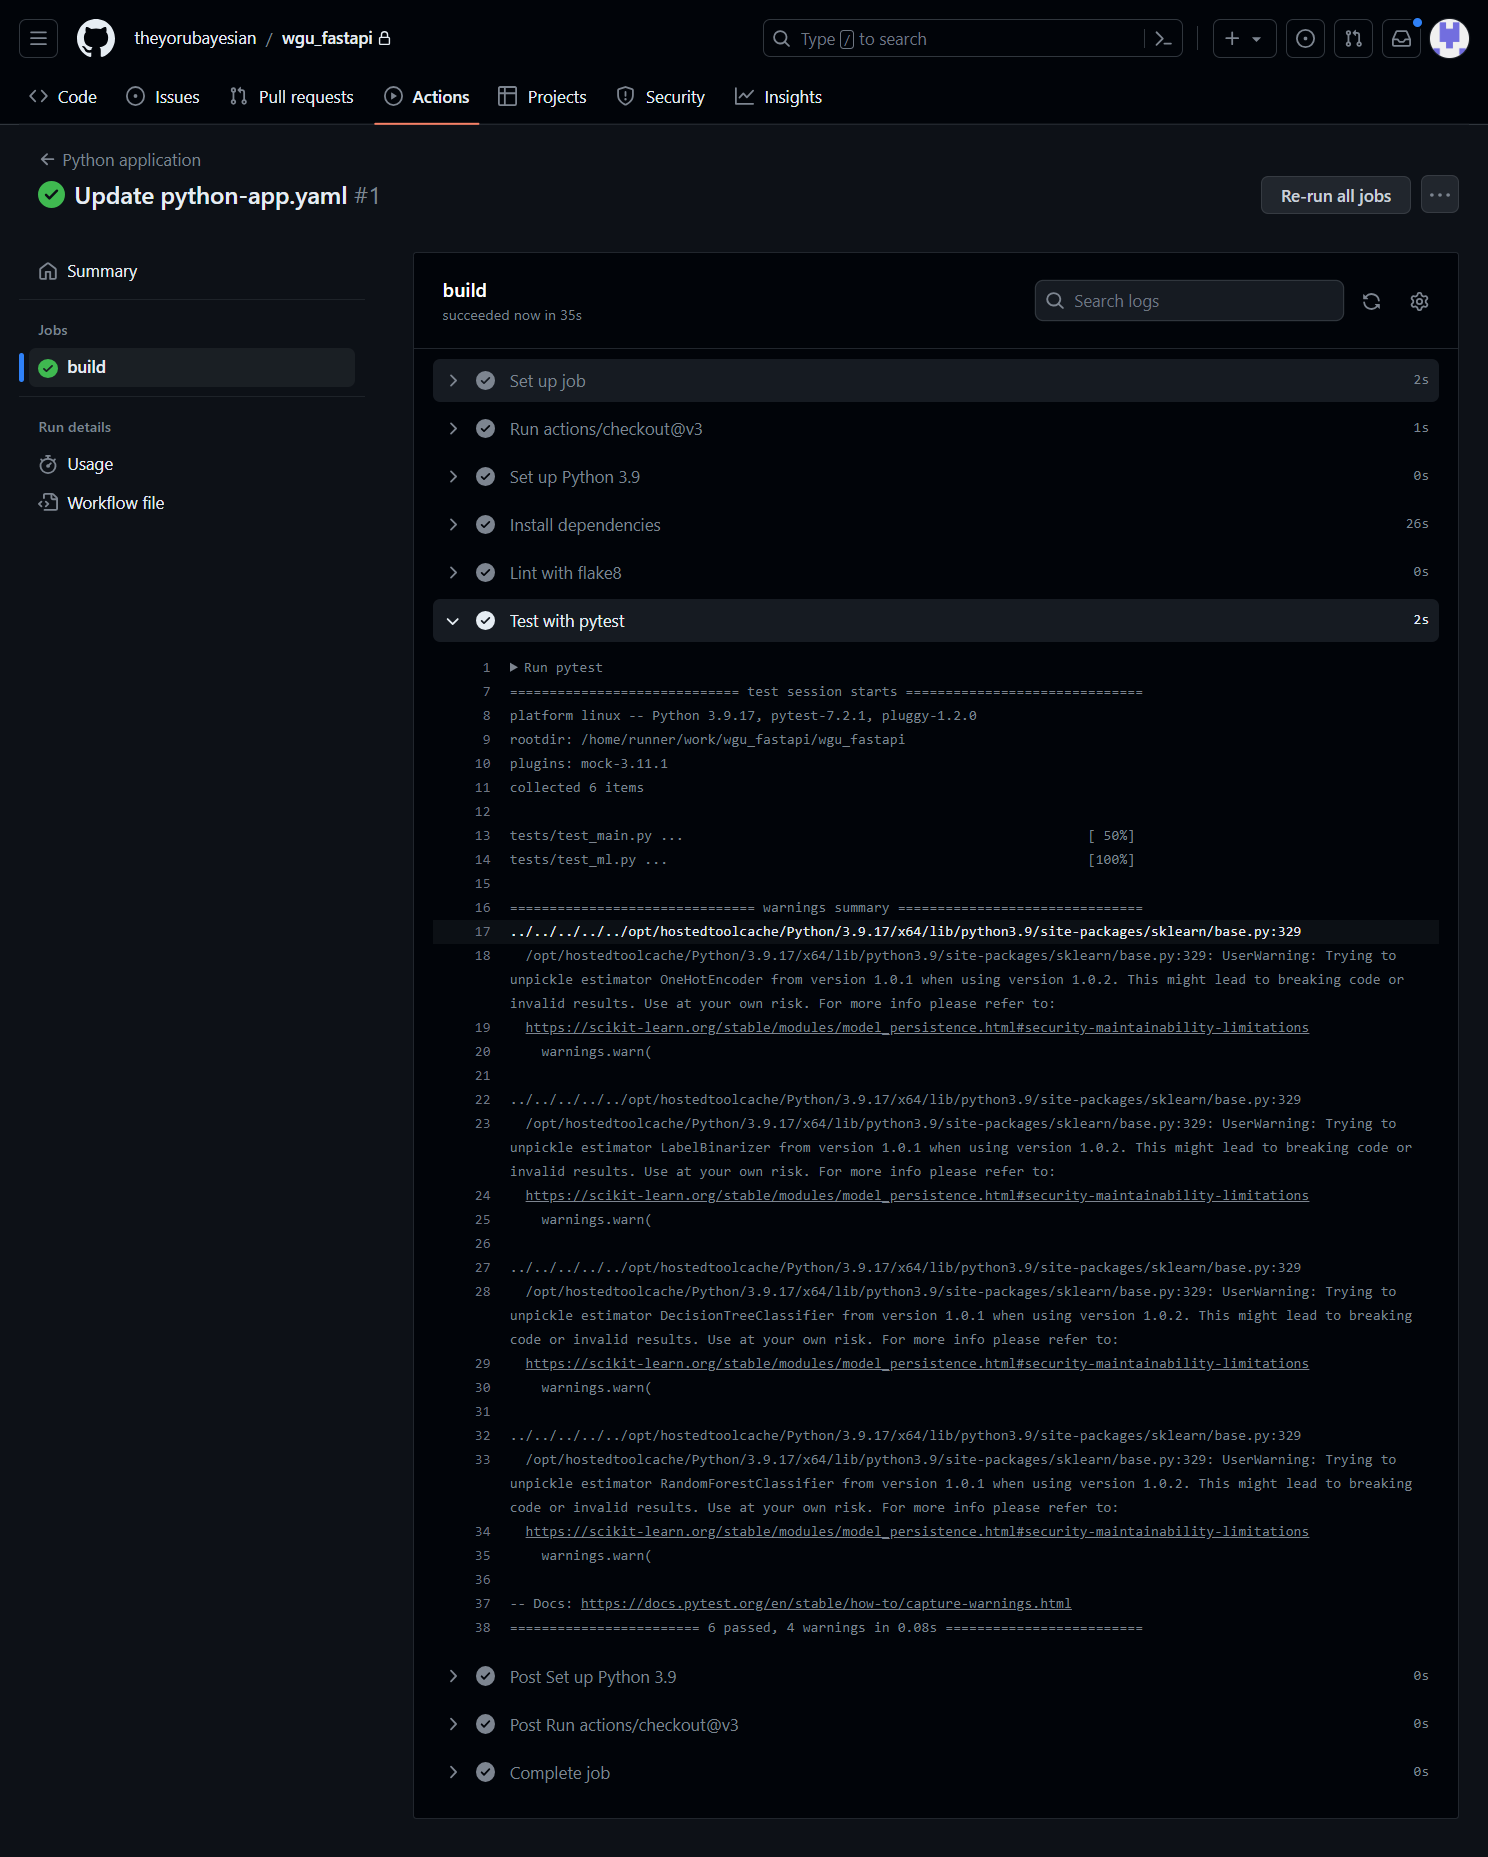 theyorubayesian / wgu_fastapi
Type / to search
Code
Issues
Pull requests
Actions
Projects
Security
Insights
Python application
Update python-app.yaml #1
Re-run all jobs
Summary
Jobs
build
Run details
Usage
Workflow file
build
succeeded now in 35s
Search logs
Set up job 2s
Run actions/checkout@v3 1s
Set up Python 3.9 0s
Install dependencies 26s
Lint with flake8 0s
Test with pytest 2s
1 Run pytest
7 ============================= test session starts ==============================
8 platform linux -- Python 3.9.17, pytest-7.2.1, pluggy-1.2.0
9 rootdir: /home/runner/work/wgu_fastapi/wgu_fastapi
10 plugins: mock-3.11.1
11 collected 6 items
12
13 tests/test_main.py ... [ 50%]
14 tests/test_ml.py ... [100%]
15
16 =============================== warnings summary ===============================
17 ../../../../../opt/hostedtoolcache/Python/3.9.17/x64/lib/python3.9/site-packages/sklearn/base.py:329
18 /opt/hostedtoolcache/Python/3.9.17/x64/lib/python3.9/site-packages/sklearn/base.py:329: UserWarning: Trying to
unpickle estimator OneHotEncoder from version 1.0.1 when using version 1.0.2. This might lead to breaking code or
invalid results. Use at your own risk. For more info please refer to:
19 https://scikit-learn.org/stable/modules/model_persistence.html#security-maintainability-limitations
20 warnings.warn(
21
22 ../../../../../opt/hostedtoolcache/Python/3.9.17/x64/lib/python3.9/site-packages/sklearn/base.py:329
23 /opt/hostedtoolcache/Python/3.9.17/x64/lib/python3.9/site-packages/sklearn/base.py:329: UserWarning: Trying to
unpickle estimator LabelBinarizer from version 1.0.1 when using version 1.0.2. This might lead to breaking code or
invalid results. Use at your own risk. For more info please refer to:
24 https://scikit-learn.org/stable/modules/model_persistence.html#security-maintainability-limitations
25 warnings.warn(
26
27 ../../../../../opt/hostedtoolcache/Python/3.9.17/x64/lib/python3.9/site-packages/sklearn/base.py:329
28 /opt/hostedtoolcache/Python/3.9.17/x64/lib/python3.9/site-packages/sklearn/base.py:329: UserWarning: Trying to
unpickle estimator DecisionTreeClassifier from version 1.0.1 when using version 1.0.2. This might lead to breaking
code or invalid results. Use at your own risk. For more info please refer to:
29 https://scikit-learn.org/stable/modules/model_persistence.html#security-maintainability-limitations
30 warnings.warn(
31
32 ../../../../../opt/hostedtoolcache/Python/3.9.17/x64/lib/python3.9/site-packages/sklearn/base.py:329
33 /opt/hostedtoolcache/Python/3.9.17/x64/lib/python3.9/site-packages/sklearn/base.py:329: UserWarning: Trying to
unpickle estimator RandomForestClassifier from version 1.0.1 when using version 1.0.2. This might lead to breaking
code or invalid results. Use at your own risk. For more info please refer to:
34 https://scikit-learn.org/stable/modules/model_persistence.html#security-maintainability-limitations
35 warnings.warn(
36
37 -- Docs: https://docs.pytest.org/en/stable/how-to/capture-warnings.html
38 ======================== 6 passed, 4 warnings in 0.08s =========================
Post Set up Python 3.9 0s
Post Run actions/checkout@v3 0s
Complete job 0s